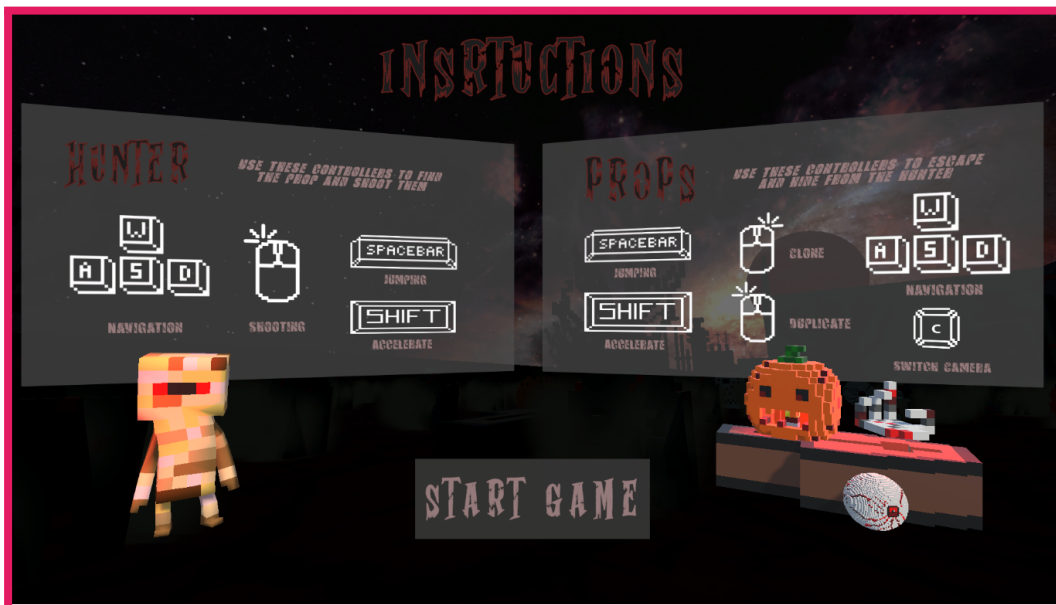 INSRTUCTIONS
HUNTER
USE THESE CONTROLLERS TO FIND
THE PROP AND SHOOT THEM
W
A S D
NAVIGATION
SHOOTING
SPACEBAR
JUMPING
SHIFT
ACCELERATE
PROPS
USE THESE CONTROLLERS TO ESCAPE
AND HIDE FROM THE HUNTER
SPACEBAR
JUMPING
SHIFT
ACCELERATE
CLONE
DUPLICATE
W
A S D
NAVIGATION
C
SWITCH CAMERA
START GAME